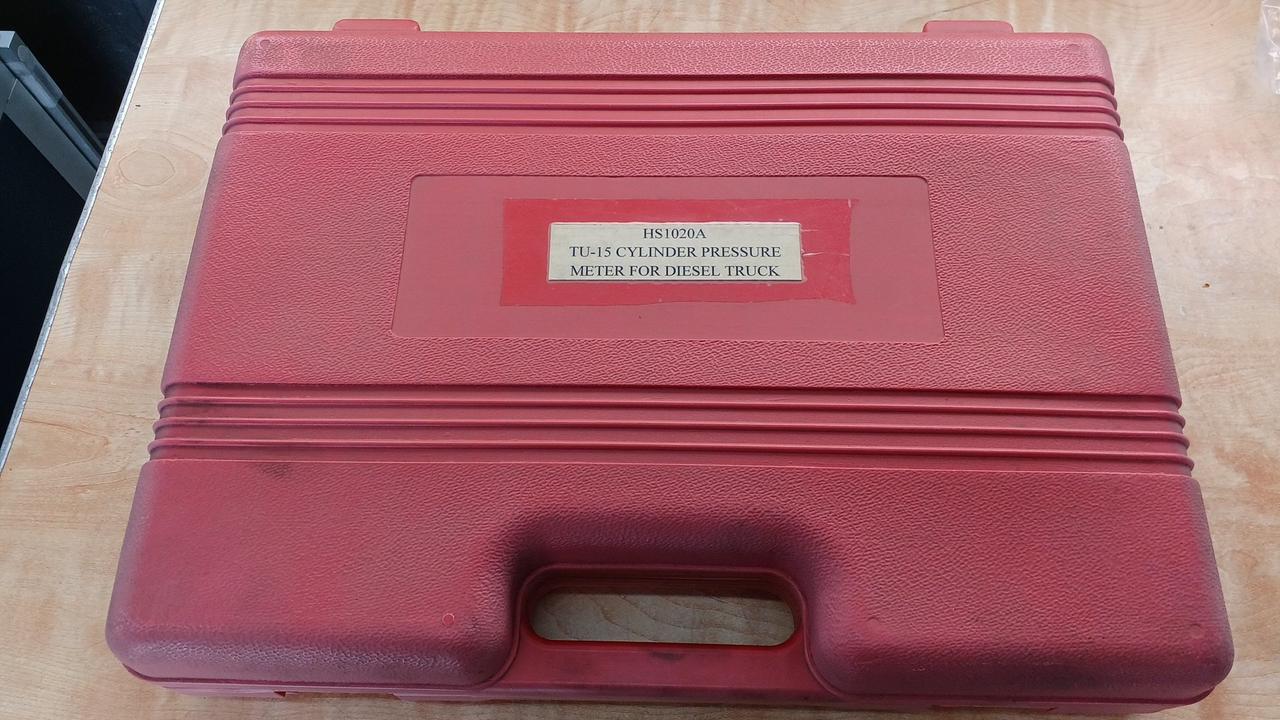 HS1020A
TU-15 CYLINDER PRESSURE
METER FOR DIESEL TRUCK